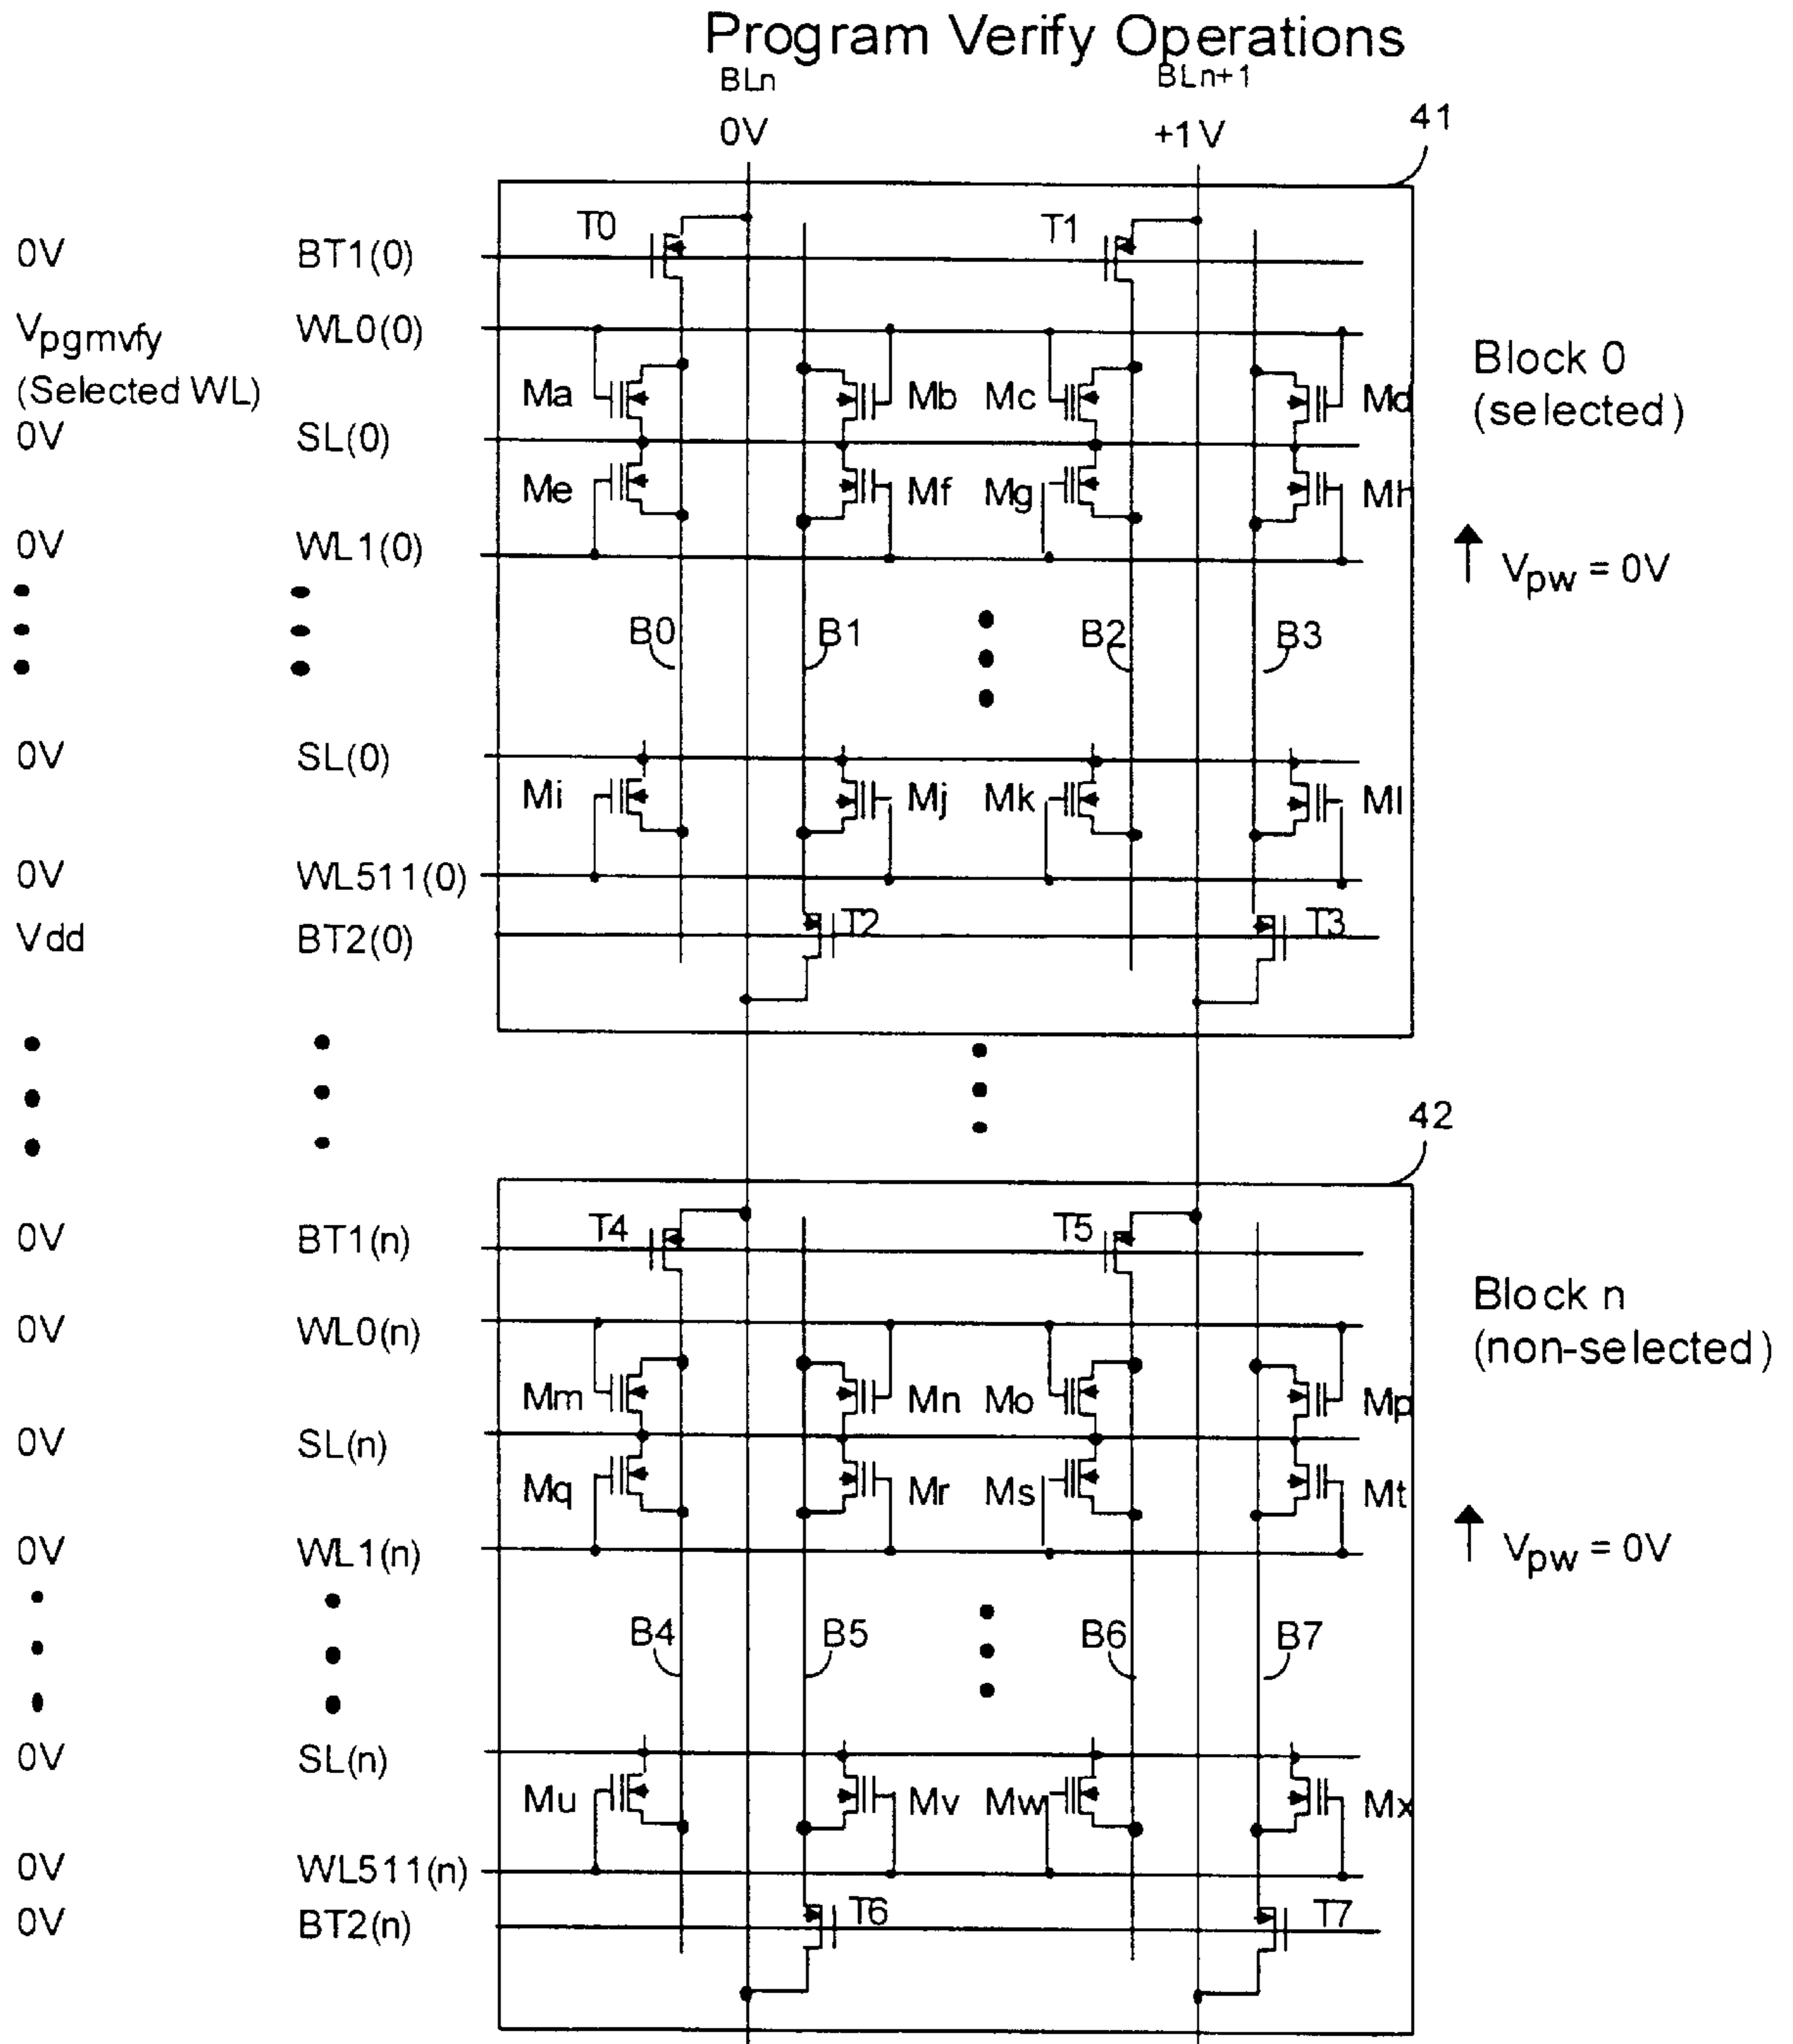 Program Verify Operations
BLn BLn+1
0V +1V
41
T0 T1
0V BT1(0)
Vpgmvfy WL0(0)
(Selected WL)
Block 0
(selected)
Ma Mb Mc Md
0V SL(0)
Me Mf Mg Mh
0V WL1(0)
Vpw = 0V
B0 B1 B2 B3
0V SL(0)
Mi Mj Mk Ml
0V WL511(0)
T2 T3
Vdd BT2(0)
42
T4 T5
0V BT1(n)
Block n
(non-selected)
0V WL0(n)
Mm Mn Mo Mp
0V SL(n)
Mq Mr Ms Mt
0V WL1(n)
Vpw = 0V
B4 B5 B6 B7
0V SL(n)
Mu Mv Mw Mx
0V WL511(n)
T6 T7
0V BT2(n)